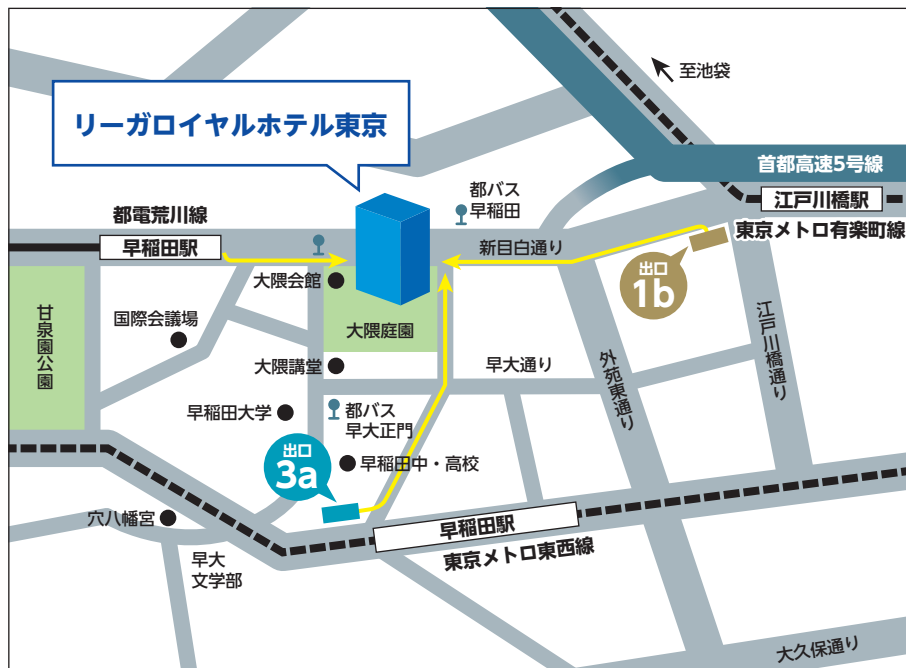 至池袋
リーガロイヤルホテル東京
首都高速5号線
都バス
早稲田
江戸川橋駅
都電荒川線
早稲田駅
新目白通り
東京メトロ有楽町線
出口
1b
大隈会館
甘泉園公園
国際会議場
大隈庭園
江戸川橋通り
大隈講堂
早大通り
外苑東通り
早稲田大学
都バス
早大正門
出口
3a
早稲田中・高校
穴八幡宮
早稲田駅
東京メトロ東西線
早大
文学部
大久保通り